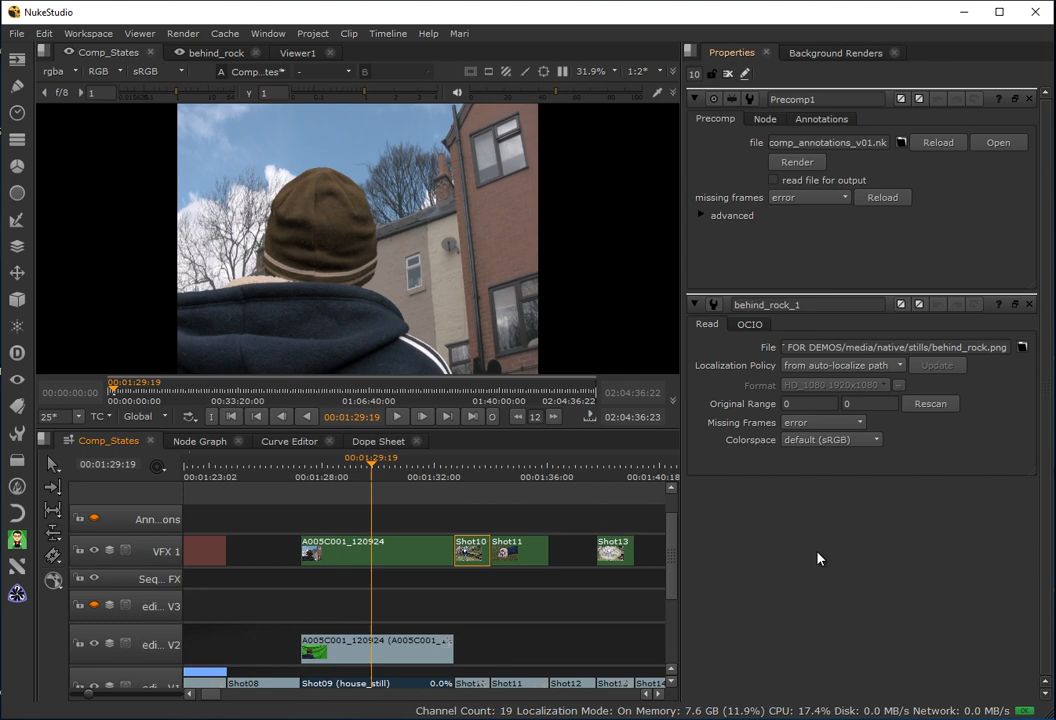 NukeStudio
File Edit Workspace Viewer Render Cache Window Project Clip Timeline Help Mari
Comp_States behind_rock Viewer1
rgba RGB sRGB A Comp...tes* - B 31.9% 1:2*
f/8 1 γ 1
00:01:29:19
00:00:00:00 02:04:36:22
00:00:00:00 00:33:20:00 01:06:40:00 01:40:00:00 02:04:36:22
25* TC Global 00:01:29:19 12 02:04:36:23
Comp_States Node Graph Curve Editor Dope Sheet
00:01:29:19
00:01:29:19
00:01:23:02 00:01:28:00 00:01:32:00 00:01:36:00 00:01:40:18
Ann...ons
VFX 1 A005C001_120924 Shot10 Shot11 Shot13
Seq... FX
edi... V3
edi... V2 A005C001_120924 (A005C001_...
edi... V1 Shot08 Shot09 (house_still) 0.0% Shot... Shot11 Shot12 Shot1... Shot14
Properties Background Renders
10
Precomp1
Precomp Node Annotations
file comp_annotations_v01.nk Reload Open
Render
read file for output
missing frames error Reload
advanced
behind_rock_1
Read OCIO
File FOR DEMOS/media/native/stills/behind_rock.png
Localization Policy from auto-localize path Update
Format HD_1080 1920x1080
Original Range 0 0 Rescan
Missing Frames error
Colorspace default (sRGB)
Channel Count: 19 Localization Mode: On Memory: 7.6 GB (11.9%) CPU: 17.4% Disk: 0.0 MB/s Network: 0.0 MB/s